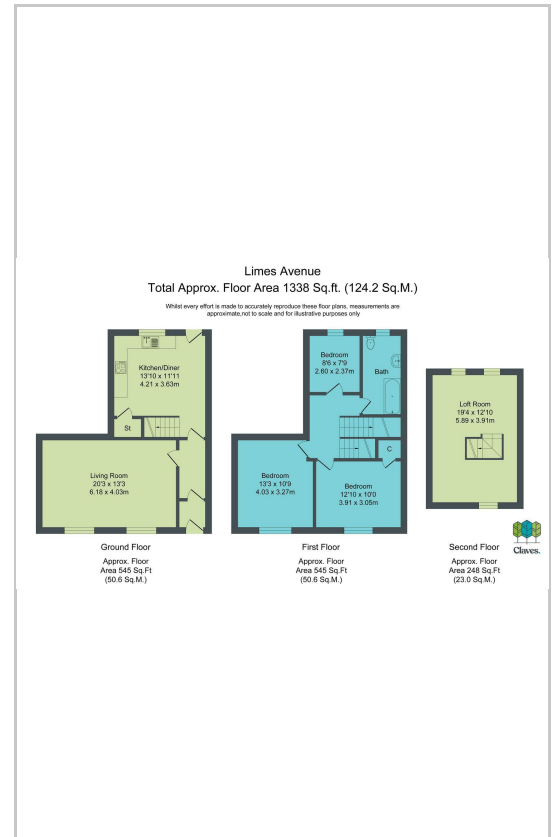 Limes Avenue
Total Approx. Floor Area 1338 Sq.ft. (124.2 Sq.M.)
Whilst every effort is made to accurately reproduce these floor plans, measurements are
approximate,not to scale and for illustrative purposes only
Kitchen/Diner
13'10 x 11'11
4.21 x 3.63m
St
Living Room
20'3 x 13'3
6.18 x 4.03m
Ground Floor
Approx. Floor
Area 545 Sq.Ft
(50.6 Sq.M.)
Bedroom
8'6 x 7'9
2.60 x 2.37m
Bath
C
Bedroom
13'3 x 10'9
4.03 x 3.27m
Bedroom
12'10 x 10'0
3.91 x 3.05m
First Floor
Approx. Floor
Area 545 Sq.Ft
(50.6 Sq.M.)
Loft Room
19'4 x 12'10
5.89 x 3.91m
Second Floor
Approx. Floor
Area 248 Sq.Ft
(23.0 Sq.M.)
Claves.